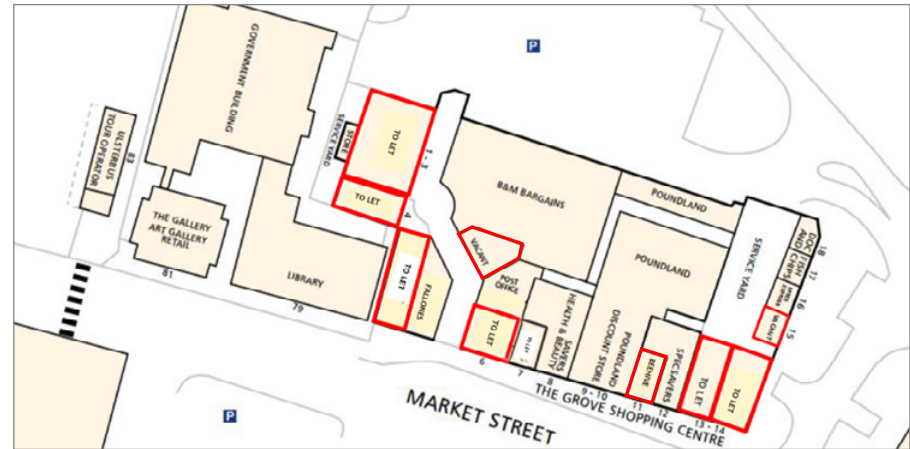 P
GOVERNMENT BUILDING
ULSTERBUS
TOUR OPERATOR
83
THE GALLERY
ART GALLERY
RETAIL
81
LIBRARY
79
SERVICE YARD
STORE
TO LET
1 - 3
TO LET
4
TO LET
FALLONES
B&M BARGAINS
VACANT
POST
OFFICE
TO LET
6
7
SAVERS
HEALTH & BEAUTY
8
POUNDLAND
DISCOUNT STORE
9 - 10
POUNDLAND
POUNDLAND
BEEHIVE
11
SPECSAVERS
12
TO LET
TO LET
13 - 14
SERVICE YARD
DOC
AND
FISH
CHIPS
18
17
16
VACANT
15
THE GROVE SHOPPING CENTRE
MARKET STREET
P